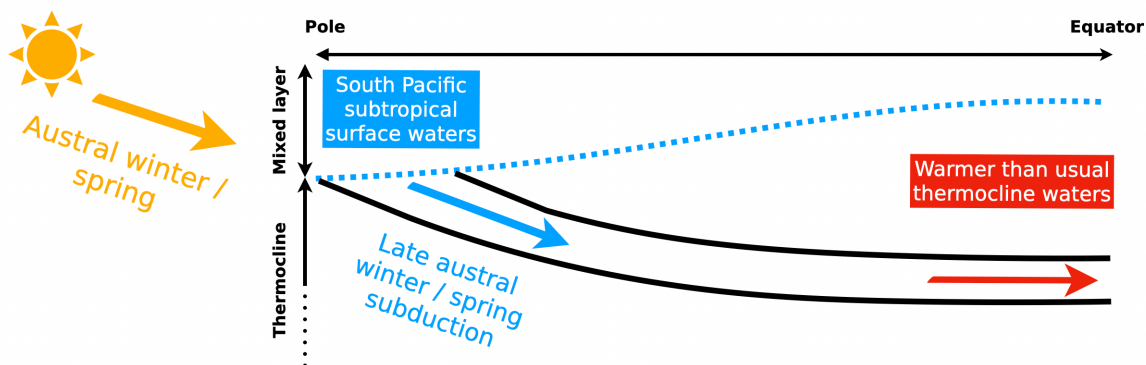 Pole
Equator
Mixed layer
South Pacific
subtropical
surface waters
Austral winter /
spring
Warmer than usual
thermocline waters
Thermocline
Late austral
winter / spring
subduction